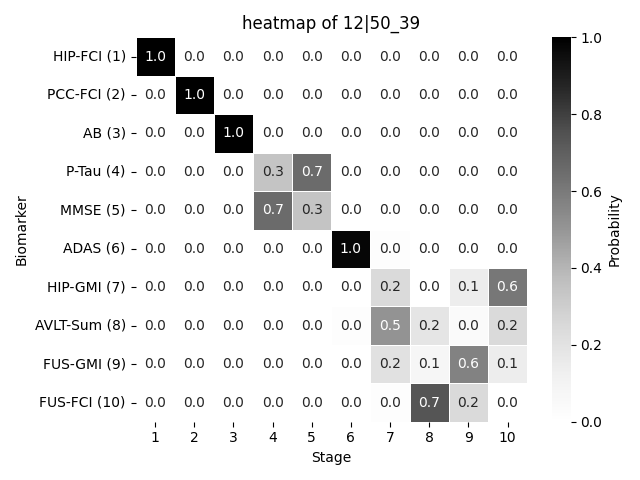 heatmap of 12|50_39
HIP-FCI (1) 1.0 0.0 0.0 0.0 0.0 0.0 0.0 0.0 0.0 0.0
PCC-FCI (2) 0.0 1.0 0.0 0.0 0.0 0.0 0.0 0.0 0.0 0.0
AB (3) 0.0 0.0 1.0 0.0 0.0 0.0 0.0 0.0 0.0 0.0
P-Tau (4) 0.0 0.0 0.0 0.3 0.7 0.0 0.0 0.0 0.0 0.0
MMSE (5) 0.0 0.0 0.0 0.7 0.3 0.0 0.0 0.0 0.0 0.0
ADAS (6) 0.0 0.0 0.0 0.0 0.0 1.0 0.0 0.0 0.0 0.0
HIP-GMI (7) 0.0 0.0 0.0 0.0 0.0 0.0 0.2 0.0 0.1 0.6
AVLT-Sum (8) 0.0 0.0 0.0 0.0 0.0 0.0 0.5 0.2 0.0 0.2
FUS-GMI (9) 0.0 0.0 0.0 0.0 0.0 0.0 0.2 0.1 0.6 0.1
FUS-FCI (10) 0.0 0.0 0.0 0.0 0.0 0.0 0.0 0.7 0.2 0.0
1 2 3 4 5 6 7 8 9 10
Stage
Biomarker
1.0
0.8
0.6
0.4
0.2
0.0
Probability